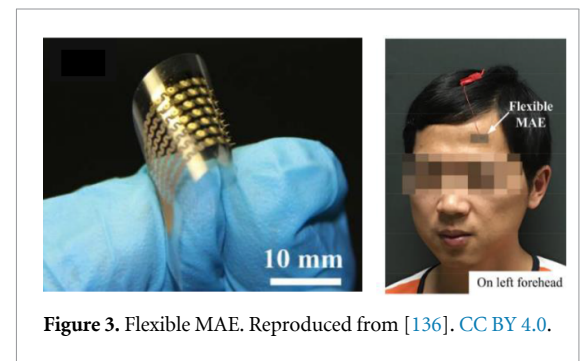 10 mm
Flexible
MAE
On left forehead
Figure 3. Flexible MAE. Reproduced from [136]. CC BY 4.0.